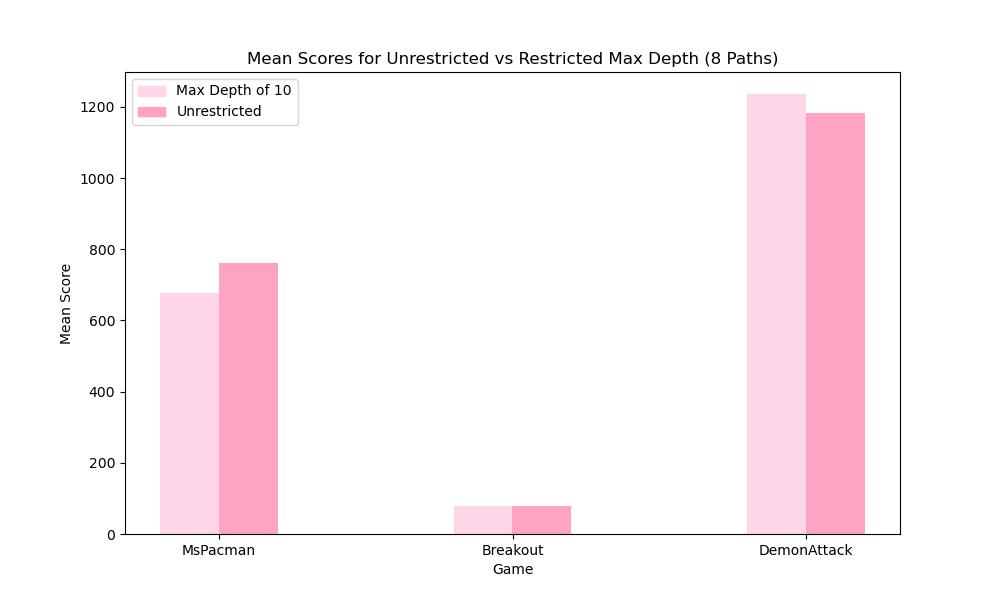 Mean Scores for Unrestricted vs Restricted Max Depth (8 Paths)
Max Depth of 10
Unrestricted
Mean Score
1200
1000
800
600
400
200
0
MsPacman
Breakout
DemonAttack
Game